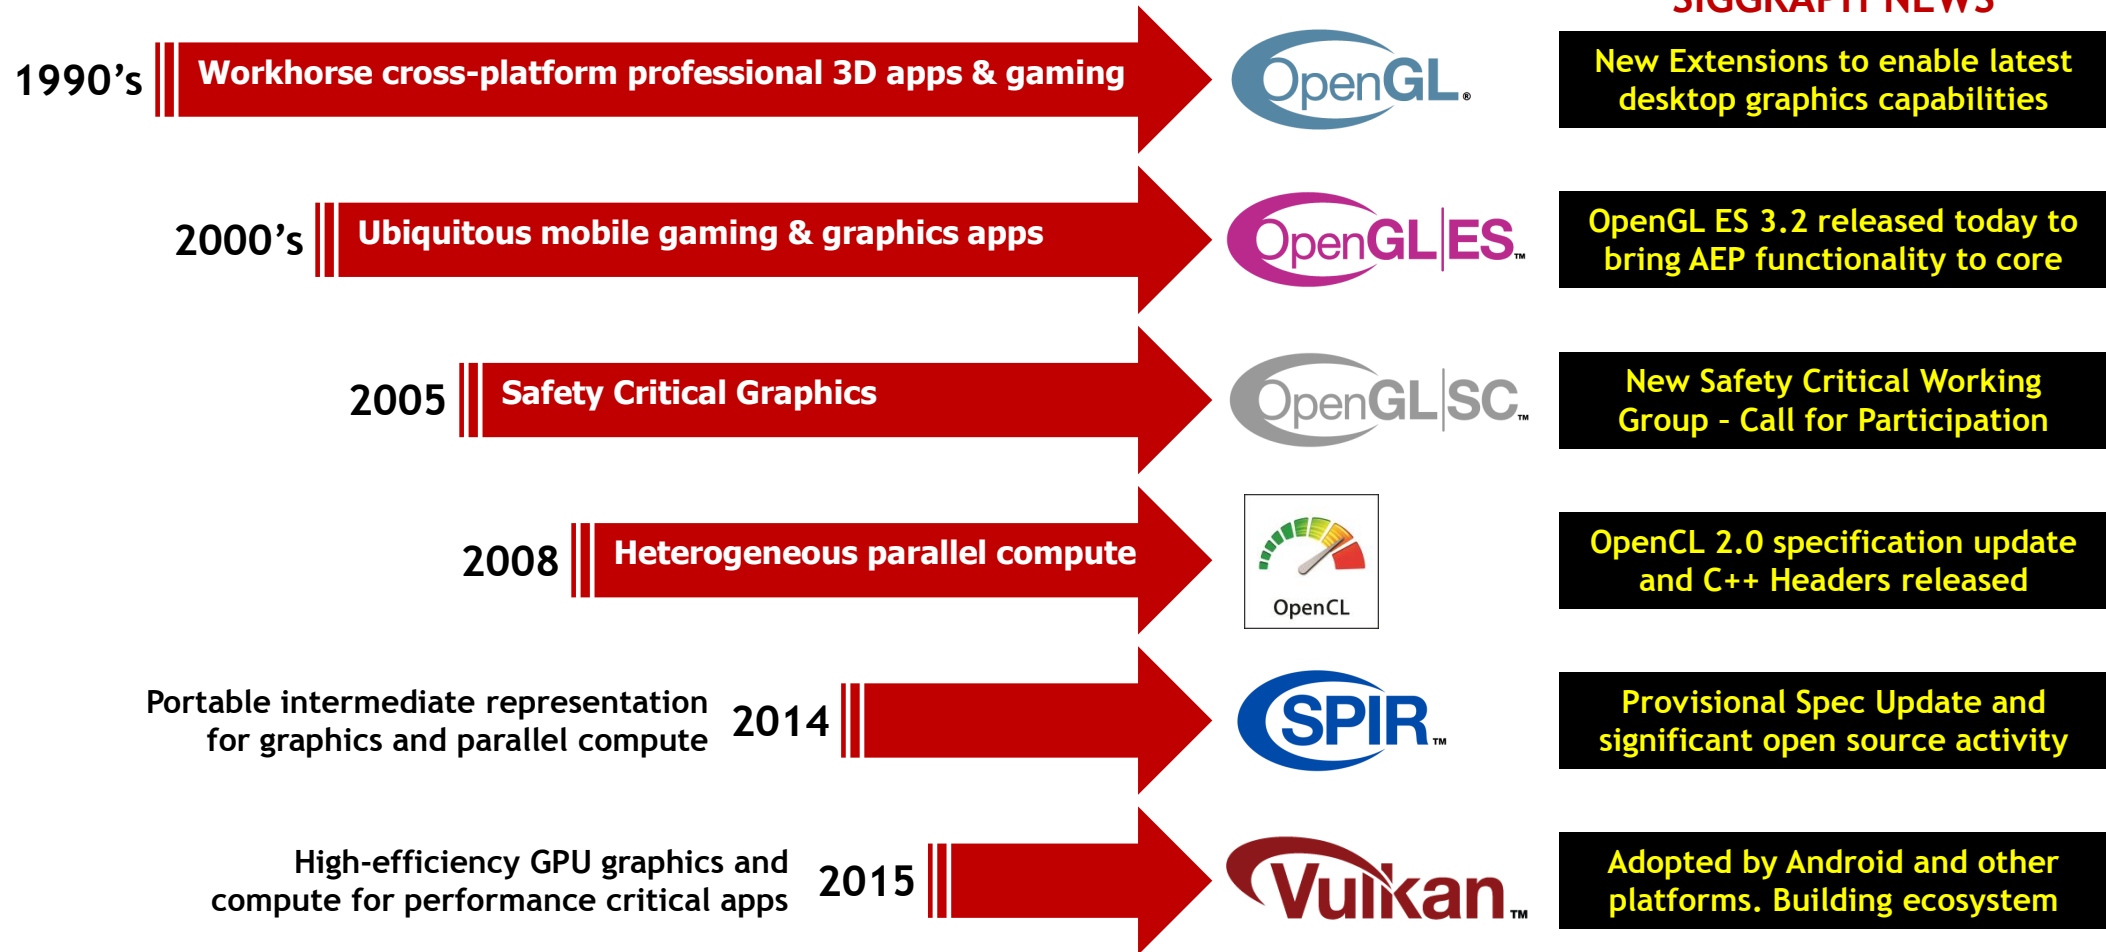 SIGGRAPH NEWS
1990's
Workhorse cross-platform professional 3D apps & gaming
OpenGL®
New Extensions to enable latest
desktop graphics capabilities
2000's
Ubiquitous mobile gaming & graphics apps
OpenGL|ES™
OpenGL ES 3.2 released today to
bring AEP functionality to core
2005
Safety Critical Graphics
OpenGL|SC™
New Safety Critical Working
Group - Call for Participation
2008
Heterogeneous parallel compute
OpenCL
OpenCL 2.0 specification update
and C++ Headers released
Portable intermediate representation
for graphics and parallel compute
2014
SPIR™
Provisional Spec Update and
significant open source activity
High-efficiency GPU graphics and
compute for performance critical apps
2015
Vulkan™
Adopted by Android and other
platforms. Building ecosystem